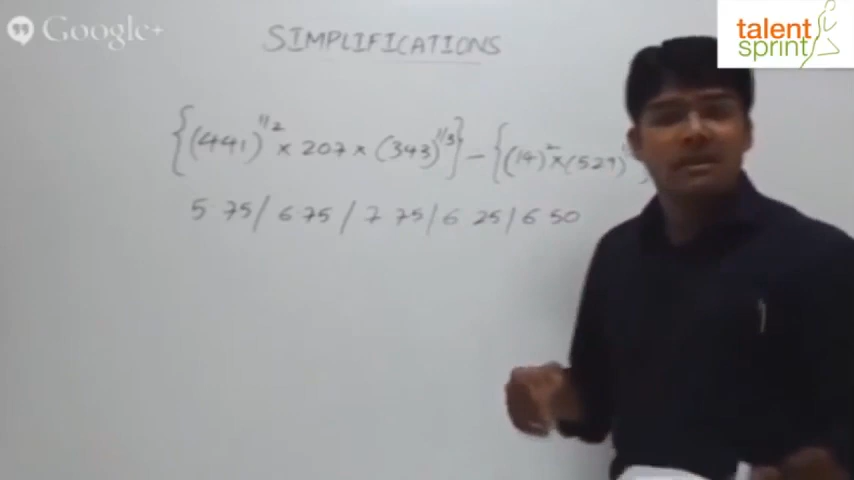 Google+
talent
sprint
SIMPLIFICATIONS
{(441)^1/2 × 207 × (343)^1/3} - {(14)^2 × (529)^1
5 75 / 6 75 / 7 75 / 6 25 / 6 50